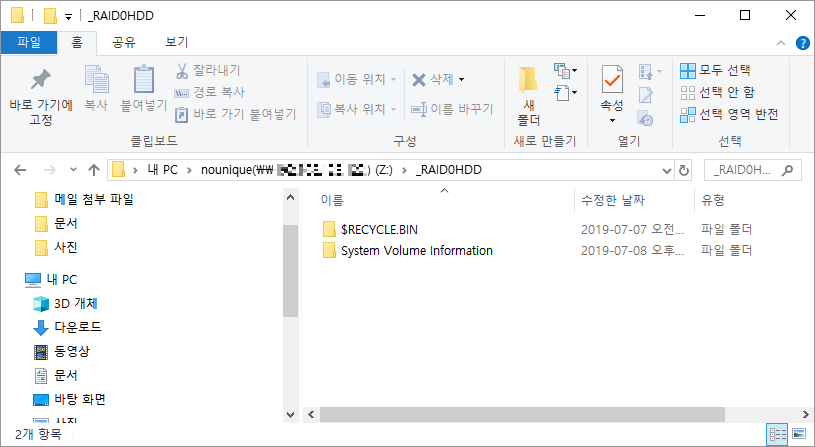 _RAID0HDD
파일 홈 공유 보기
바로 가기에 고정
복사
붙여넣기
잘라내기
경로 복사
바로 가기 붙여넣기
클립보드
이동 위치
복사 위치
삭제
이름 바꾸기
구성
새 폴더
새로 만들기
속성
열기
모두 선택
선택 안 함
선택 영역 반전
선택
내 PC > nounique(₩₩ ) (Z:) > _RAID0HDD
_RAID0H...
메일 첨부 파일
문서
사진
내 PC
3D 개체
다운로드
동영상
문서
바탕 화면
사진
이름 수정한 날짜 유형
$RECYCLE.BIN 2019-07-07 오전... 파일 폴더
System Volume Information 2019-07-08 오후... 파일 폴더
2개 항목